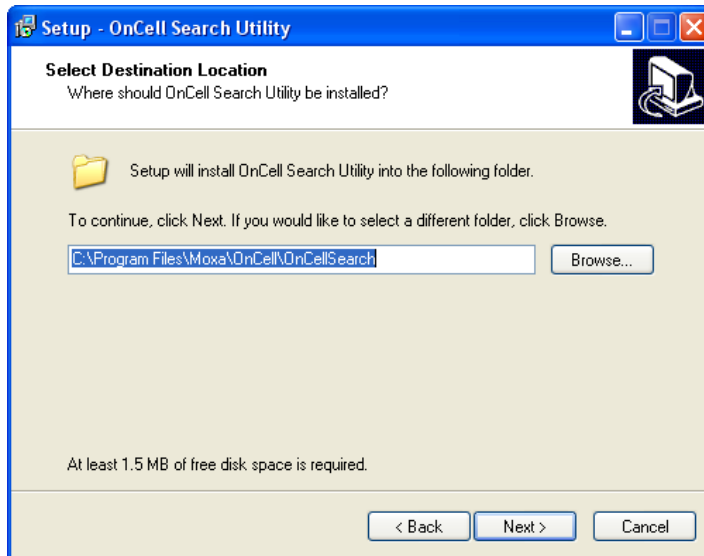 Setup - OnCell Search Utility
Select Destination Location
Where should OnCell Search Utility be installed?
Setup will install OnCell Search Utility into the following folder.
To continue, click Next. If you would like to select a different folder, click Browse.
C:\Program Files\Moxa\OnCell\OnCellSearch
Browse...
At least 1.5 MB of free disk space is required.
< Back Next > Cancel